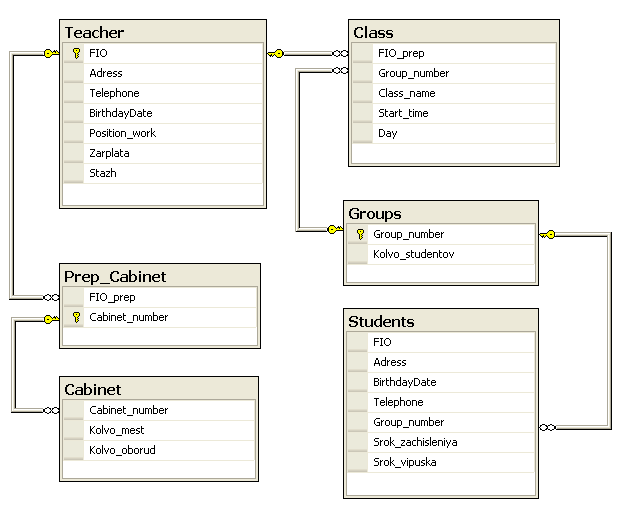 Teacher
FIO
Adress
Telephone
BirthdayDate
Position_work
Zarplata
Stazh
Class
FIO_prep
Group_number
Class_name
Start_time
Day
Groups
Group_number
Kolvo_studentov
Prep_Cabinet
FIO_prep
Cabinet_number
Students
FIO
Adress
BirthdayDate
Telephone
Group_number
Srok_zachisleniya
Srok_vipuska
Cabinet
Cabinet_number
Kolvo_mest
Kolvo_oborud